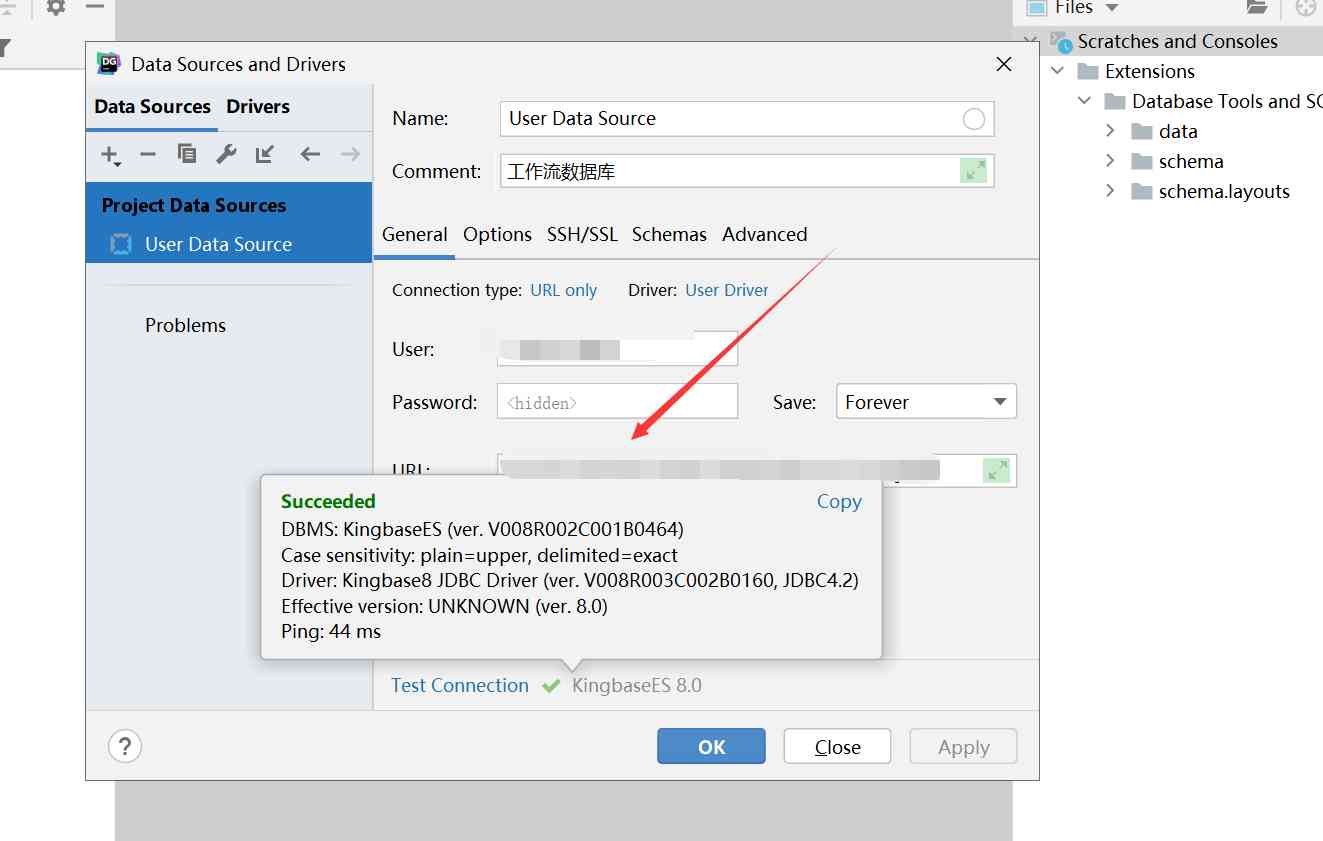 Files
Scratches and Consoles
Extensions
Database Tools and SQ
data
schema
schema.layouts
DG
Data Sources and Drivers
Data Sources Drivers
Project Data Sources
User Data Source
Problems
Name: User Data Source
Comment: 工作流数据库
General Options SSH/SSL Schemas Advanced
Connection type: URL only Driver: User Driver
User:
Password: <hidden> Save: Forever
URL:
Succeeded Copy
DBMS: KingbaseES (ver. V008R002C001B0464)
Case sensitivity: plain=upper, delimited=exact
Driver: Kingbase8 JDBC Driver (ver. V008R003C002B0160, JDBC4.2)
Effective version: UNKNOWN (ver. 8.0)
Ping: 44 ms
Test Connection KingbaseES 8.0
? OK Close Apply